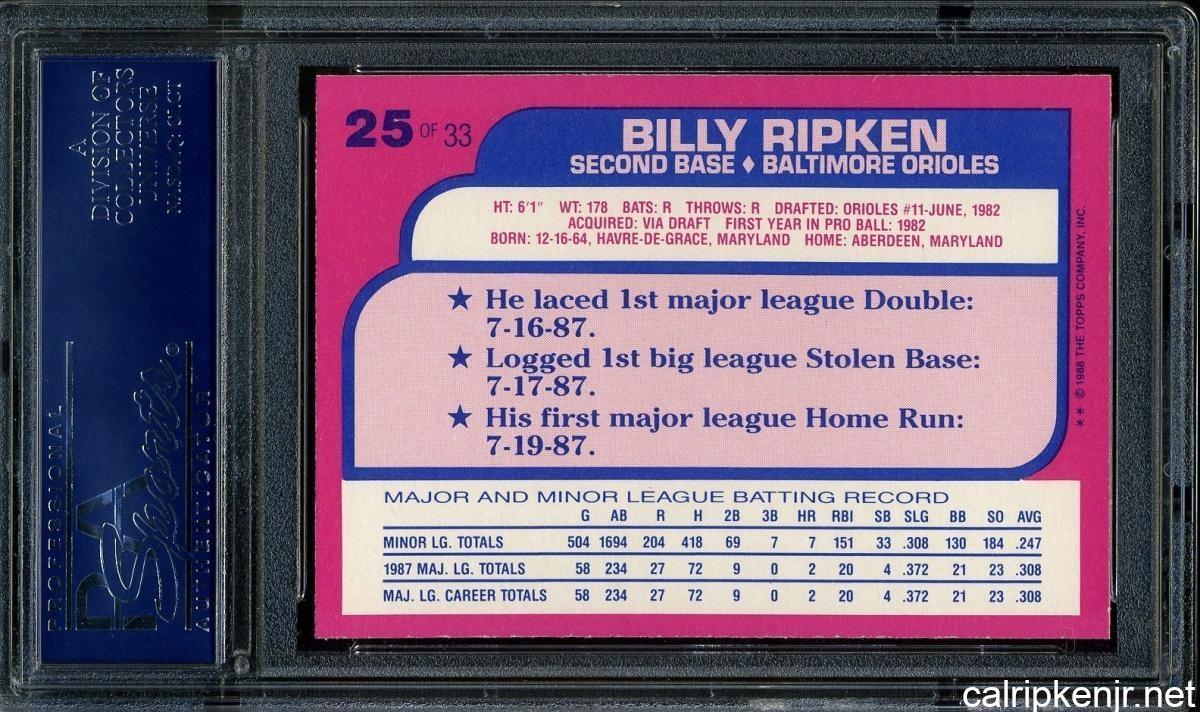 A
DIVISION OF
COLLECTORS
UNIVERSE
NASDAQ: CLCT
PROFESSIONAL
PSA
Sports
AUTHENTICATOR
25 OF 33
BILLY RIPKEN
SECOND BASE ♦ BALTIMORE ORIOLES
HT: 6'1" WT: 178 BATS: R THROWS: R DRAFTED: ORIOLES #11-JUNE, 1982
ACQUIRED: VIA DRAFT FIRST YEAR IN PRO BALL: 1982
BORN: 12-16-64, HAVRE-DE-GRACE, MARYLAND HOME: ABERDEEN, MARYLAND
★ He laced 1st major league Double:
7-16-87.
★ Logged 1st big league Stolen Base:
7-17-87.
★ His first major league Home Run:
7-19-87.
MAJOR AND MINOR LEAGUE BATTING RECORD
G AB R H 2B 3B HR RBI SB SLG BB SO AVG
MINOR LG. TOTALS 504 1694 204 418 69 7 7 151 33 .308 130 184 .247
1987 MAJ. LG. TOTALS 58 234 27 72 9 0 2 20 4 .372 21 23 .308
MAJ. LG. CAREER TOTALS 58 234 27 72 9 0 2 20 4 .372 21 23 .308
** © 1988 THE TOPPS COMPANY, INC.
calripkenjr.net